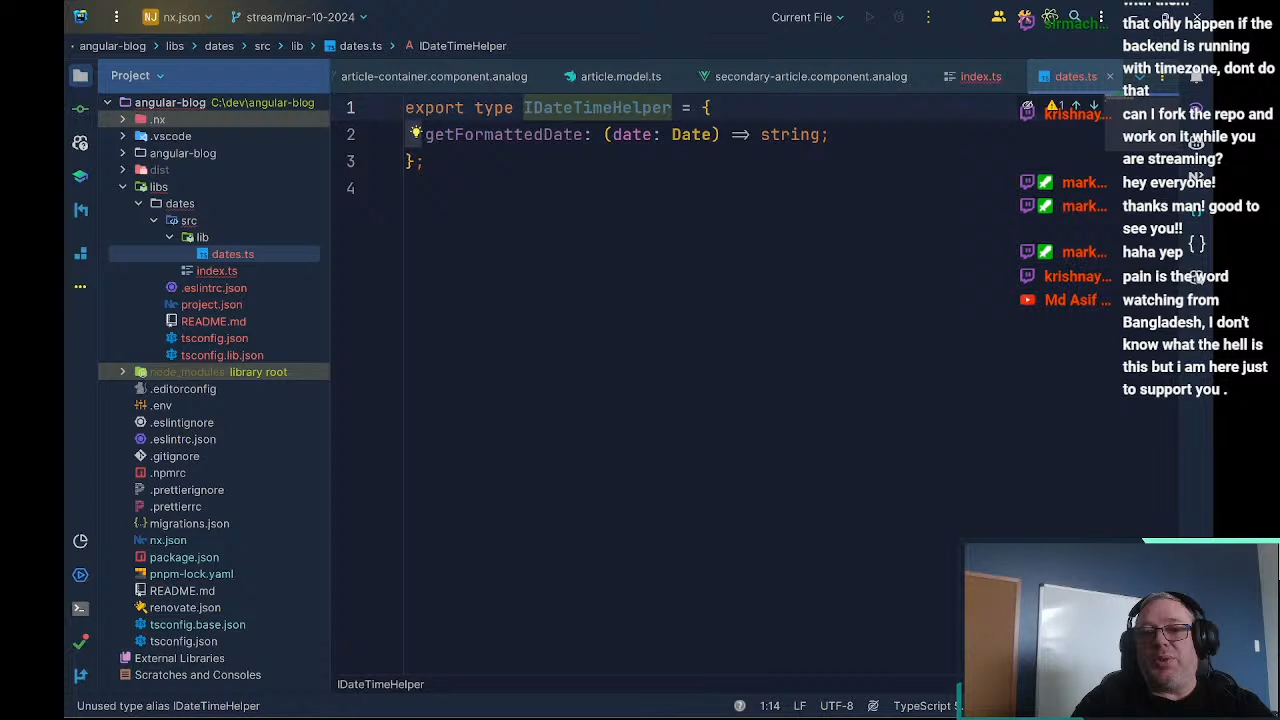 nx.json
stream/mar-10-2024
Current File
angular-blog
libs
dates
src
lib
dates.ts
IDateTimeHelper
Project
article-container.component.analog
article.model.ts
secondary-article.component.analog
index.ts
dates.ts
angular-blog C:\dev\angular-blog
.nx
.vscode
angular-blog
dist
libs
dates
src
lib
dates.ts
index.ts
.eslintrc.json
project.json
README.md
tsconfig.json
tsconfig.lib.json
node_modules library root
.editorconfig
.env
.eslintignore
.eslintrc.json
.gitignore
.npmrc
.prettierignore
.prettierrc
migrations.json
nx.json
package.json
pnpm-lock.yaml
README.md
renovate.json
tsconfig.base.json
tsconfig.json
External Libraries
Scratches and Consoles
1 export type IDateTimeHelper = {
2 getFormattedDate: (date: Date) => string;
3 };
4
1
that only happen if the
backend is running
with timezone, dont do
that
krishnay... can I fork the repo and
work on it while you
are streaming?
mark... hey everyone!
mark... thanks man! good to
see you!!
mark... haha yep
krishnay... pain is the word
Md Asif ... watching from
Bangladesh, I don't
know what the hell is
this but i am here just
to support you .
IDateTimeHelper
Unused type alias IDateTimeHelper
1:14
LF
UTF-8
TypeScript 5